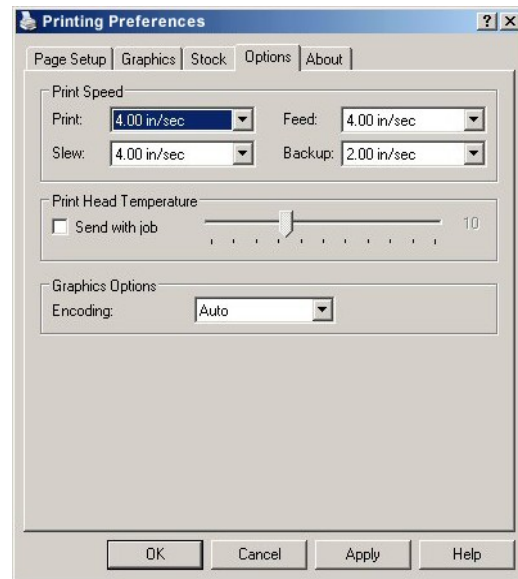 Printing Preferences
Page Setup Graphics Stock Options About
Print Speed
Print: 4.00 in/sec Feed: 4.00 in/sec
Slew: 4.00 in/sec Backup: 2.00 in/sec
Print Head Temperature
Send with job 10
Graphics Options
Encoding: Auto
OK Cancel Apply Help